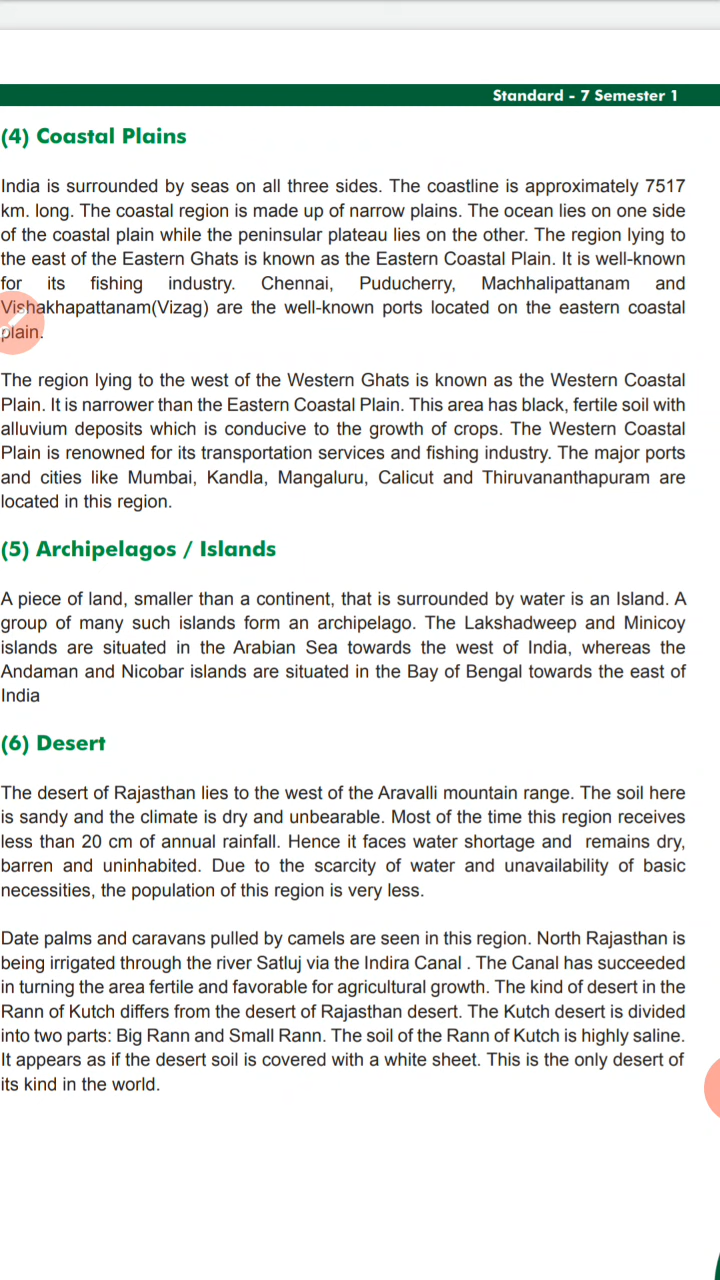 Standard - 7 Semester 1
(4) Coastal Plains
India is surrounded by seas on all three sides. The coastline is approximately 7517
km. long. The coastal region is made up of narrow plains. The ocean lies on one side
of the coastal plain while the peninsular plateau lies on the other. The region lying to
the east of the Eastern Ghats is known as the Eastern Coastal Plain. It is well-known
for its fishing industry. Chennai, Puducherry, Machhalipattanam and
Vishakhapattanam(Vizag) are the well-known ports located on the eastern coastal
plain.
The region lying to the west of the Western Ghats is known as the Western Coastal
Plain. It is narrower than the Eastern Coastal Plain. This area has black, fertile soil with
alluvium deposits which is conducive to the growth of crops. The Western Coastal
Plain is renowned for its transportation services and fishing industry. The major ports
and cities like Mumbai, Kandla, Mangaluru, Calicut and Thiruvananthapuram are
located in this region.
(5) Archipelagos / Islands
A piece of land, smaller than a continent, that is surrounded by water is an Island. A
group of many such islands form an archipelago. The Lakshadweep and Minicoy
islands are situated in the Arabian Sea towards the west of India, whereas the
Andaman and Nicobar islands are situated in the Bay of Bengal towards the east of
India
(6) Desert
The desert of Rajasthan lies to the west of the Aravalli mountain range. The soil here
is sandy and the climate is dry and unbearable. Most of the time this region receives
less than 20 cm of annual rainfall. Hence it faces water shortage and remains dry,
barren and uninhabited. Due to the scarcity of water and unavailability of basic
necessities, the population of this region is very less.
Date palms and caravans pulled by camels are seen in this region. North Rajasthan is
being irrigated through the river Satluj via the Indira Canal . The Canal has succeeded
in turning the area fertile and favorable for agricultural growth. The kind of desert in the
Rann of Kutch differs from the desert of Rajasthan desert. The Kutch desert is divided
into two parts: Big Rann and Small Rann. The soil of the Rann of Kutch is highly saline.
It appears as if the desert soil is covered with a white sheet. This is the only desert of
its kind in the world.